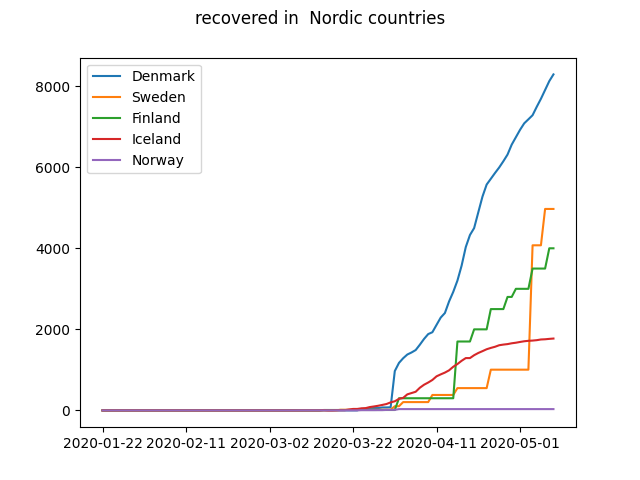 recovered in  Nordic countries
Denmark
Sweden
Finland
Iceland
Norway
8000
6000
4000
2000
0
2020-01-22 2020-02-11 2020-03-02 2020-03-22 2020-04-11 2020-05-01